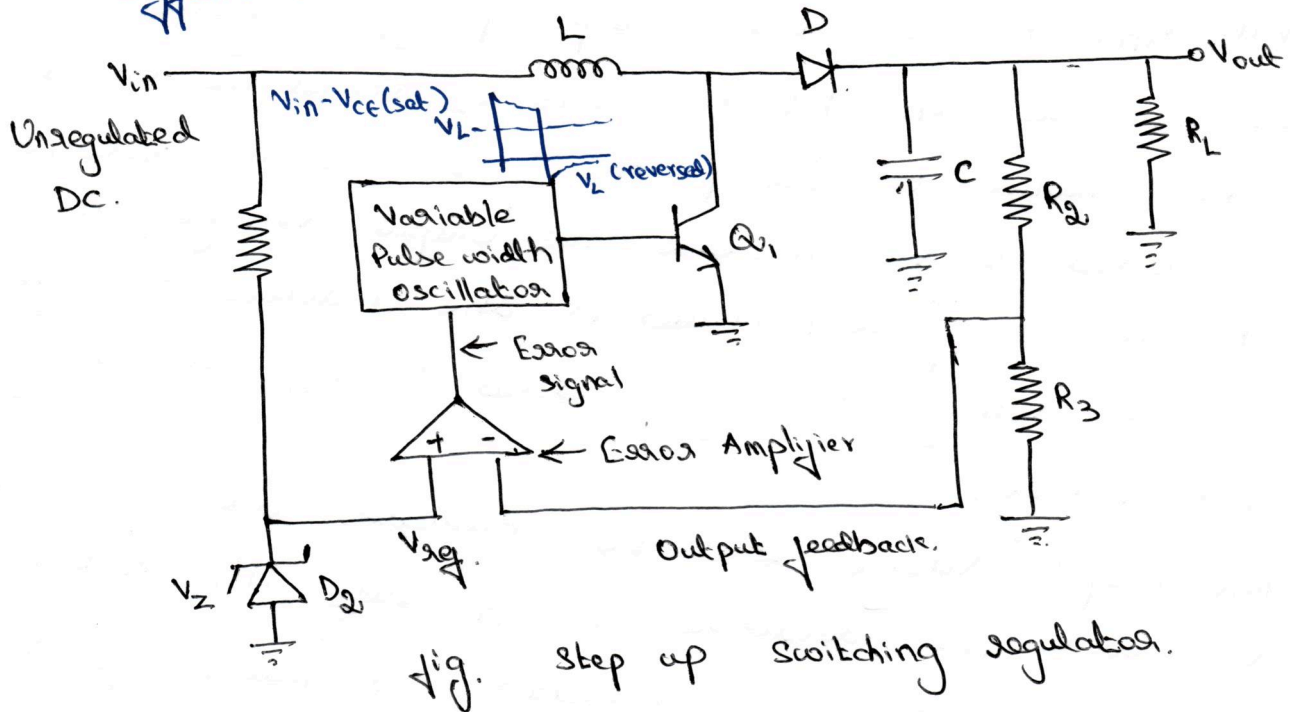 L
D
Vin
Vout
Unregulated
DC.
Vin-VCE(sat)
VL
VL (reversed)
C
R2
RL
Variable
Pulse width
oscillator
Q1
Error
signal
+ -
Error Amplifier
R3
Vref.
Output feedback.
VZ
D2
fig. Step up switching regulator.